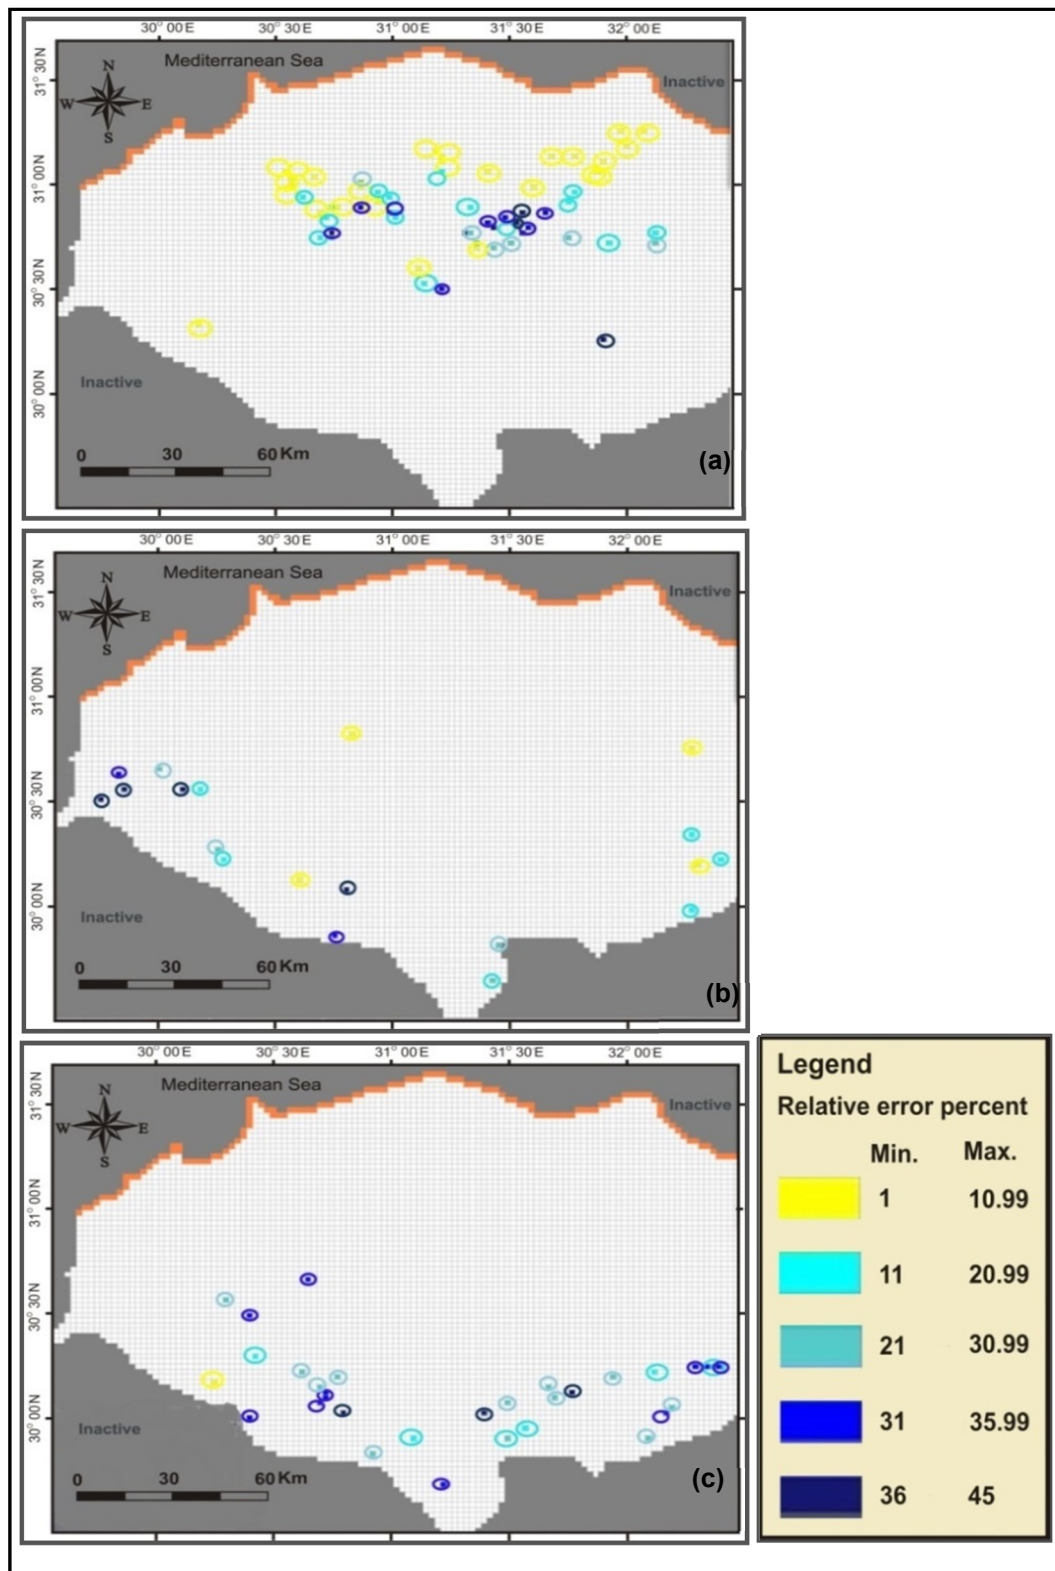 30° 00E 30° 30E 31° 00E 31° 30E 32° 00E
Mediterranean Sea
Inactive
N
W E
S
31° 30N
31° 00N
30° 30N
30° 00N
Inactive
0 30 60 Km
(a)
30° 00E 30° 30E 31° 00E 31° 30E 32° 00E
Mediterranean Sea
Inactive
N
W E
S
31° 30N
31° 00N
30° 30N
30° 00N
Inactive
0 30 60 Km
(b)
30° 00E 30° 30E 31° 00E 31° 30E 32° 00E
Mediterranean Sea
Inactive
N
W E
S
31° 30N
31° 00N
30° 30N
30° 00N
Inactive
0 30 60 Km
(c)
Legend
Relative error percent
Min. Max.
1 10.99
11 20.99
21 30.99
31 35.99
36 45